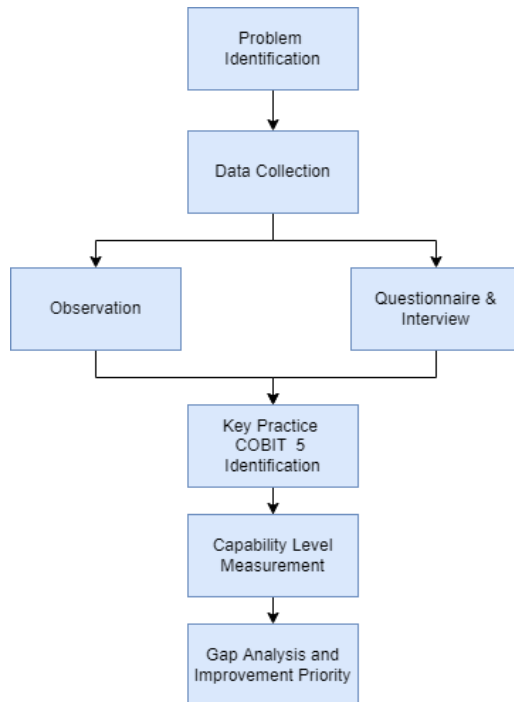 Problem
Identification
Data Collection
Observation
Questionnaire &
Interview
Key Practice
COBIT 5
Identification
Capability Level
Measurement
Gap Analysis and
Improvement Priority